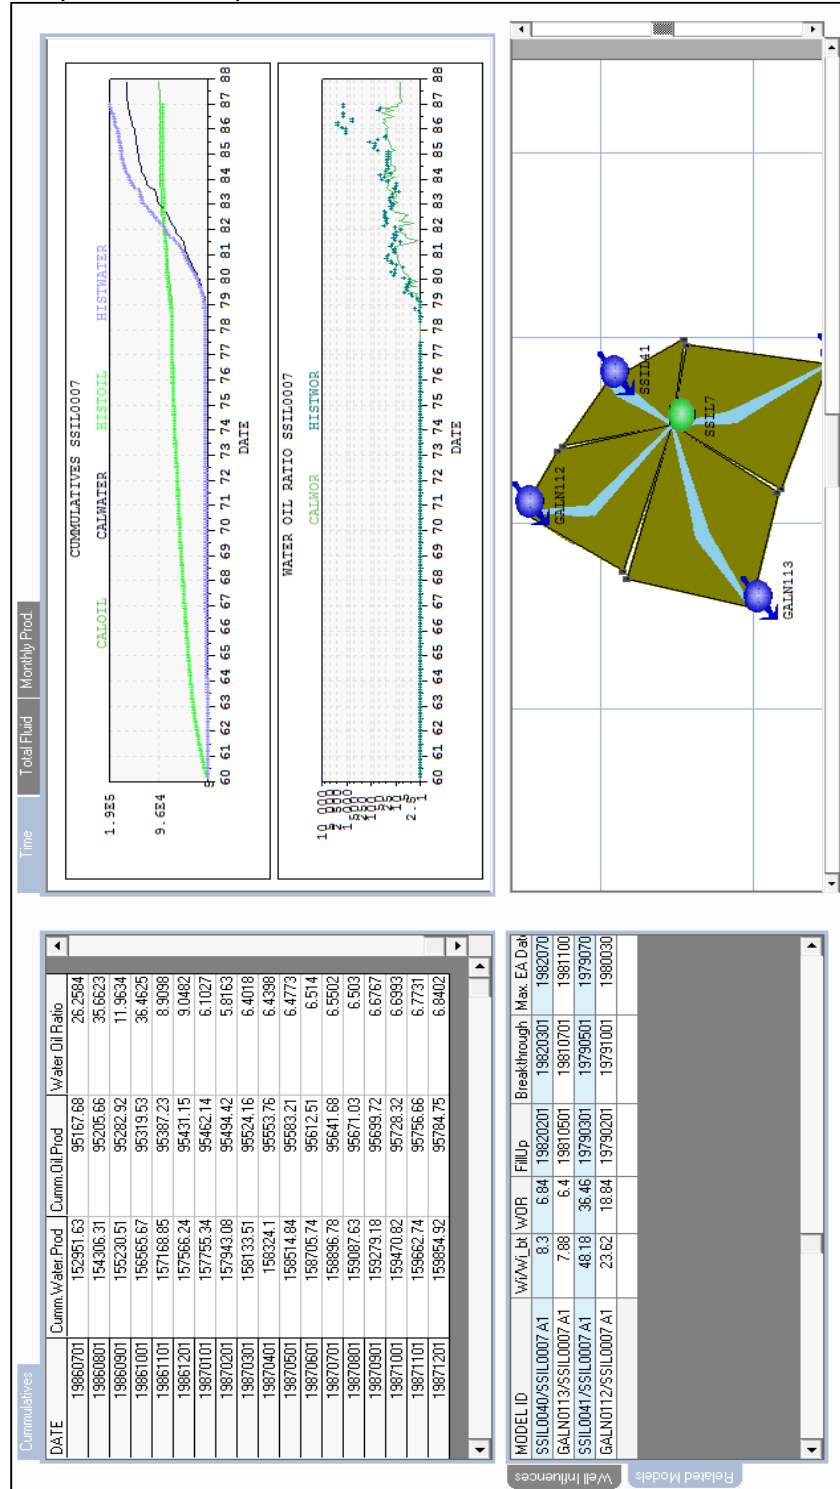 Cummulatives
DATE Cumm.Water.Prod Cumm.Oil.Prod Water Oil Ratio
19860701 152951.63 95167.68 26.2584
19860801 154306.31 95205.66 35.6623
19860901 155230.51 95282.92 11.9634
19861001 156565.67 95319.53 36.4625
19861101 157168.85 95387.23 8.9098
19861201 157566.24 95431.15 9.0482
19870101 157755.34 95462.14 6.1027
19870201 157943.08 95494.42 5.8163
19870301 158133.51 95524.16 6.4018
19870401 158324.1 95553.76 6.4398
19870501 158514.84 95583.21 6.4773
19870601 158705.74 95612.51 6.514
19870701 158896.78 95641.68 6.5502
19870801 159087.63 95671.03 6.503
19870901 159279.18 95699.72 6.6767
19871001 159470.82 95728.32 6.6993
19871101 159662.74 95756.66 6.7731
19871201 159854.92 95784.75 6.8402
Time Total Fluid Monthly Prod.
CUMMULATIVES SSIL0007
CALOIL CALWATER HISTOIL HISTWATER
1.9E5
9.6E4
60 61 62 63 64 65 66 67 68 69 70 71 72 73 74 75 76 77 78 79 80 81 82 83 84 85 86 87 88
DATE
WATER OIL RATIO SSIL0007
CALWOR HISTWOR
10 000
2.5
1
60 61 62 63 64 65 66 67 68 69 70 71 72 73 74 75 76 77 78 79 80 81 82 83 84 85 86 87 88
DATE
Well Influences
Related Models
MODEL ID Wi/Wi_bt WOR FillUp Breakthrough Max. EA Dat
SSIL0040/SSIL0007 A1 8.3 6.84 19820201 19820301 1982070
GALN0113/SSIL0007 A1 7.88 6.4 19810501 19810701 1981100
SSIL0041/SSIL0007 A1 48.18 36.46 19790301 19790501 1979070
GALN0112/SSIL0007 A1 23.62 18.84 19790201 19791001 1980030
GALN112
SSIL41
SSIL7
GALN113